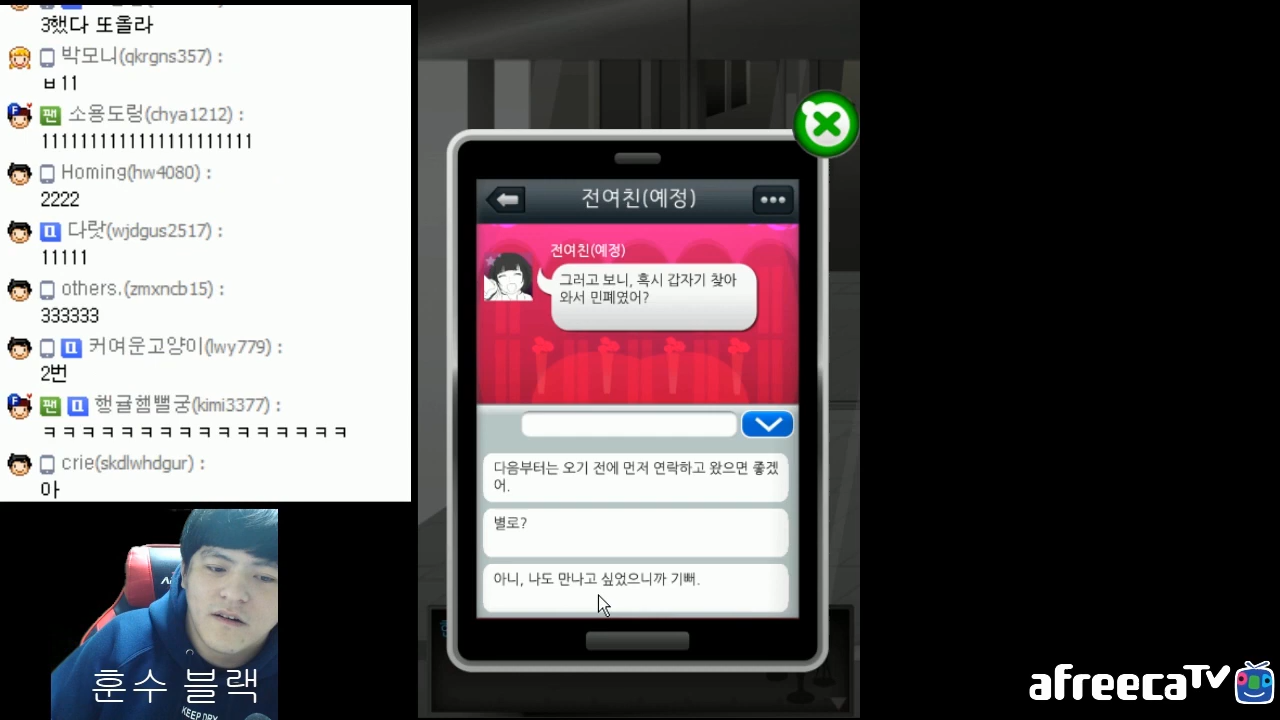 3했다 또올라
박모니(qkrgns357) :
ㅂ11
팬 소용도렁(chya1212) :
1111111111111111111111
Homing(hw4080) :
2222
다랏(wjdgus2517) :
11111
others.(zmxncb15) :
333333
커여운고양이(lwy779) :
2번
팬 행귤햄뺄궁(kimi3377) :
ㅋㅋㅋㅋㅋㅋㅋㅋㅋㅋㅋㅋㅋㅋㅋㅋ
crie(skdlwhdgur) :
아
훈수 블랙
KEEP DRY
전여친(예정)
전여친(예정)
그러고 보니, 혹시 갑자기 찾아
와서 민폐였어?
다음부터는 오기 전에 먼저 연락하고 왔으면 좋겠
어.
별로?
아니, 나도 만나고 싶었으니까 기뻐.
afreecaTV